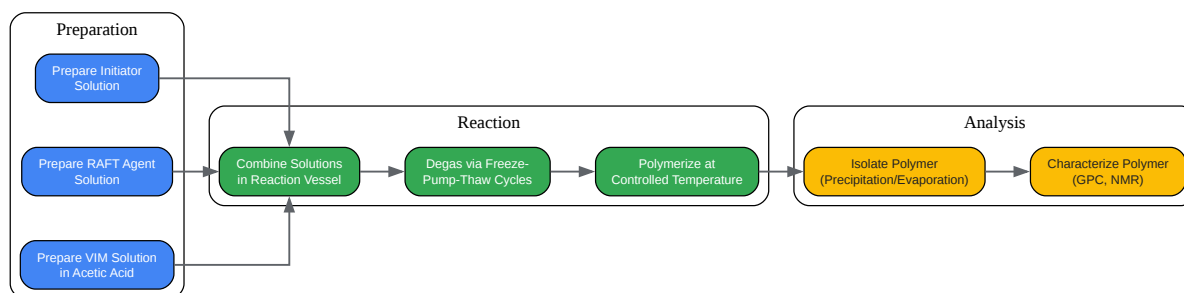 Preparation
Prepare Initiator
Solution
Prepare RAFT Agent
Solution
Prepare VIM Solution
in Acetic Acid
Reaction
Combine Solutions
in Reaction Vessel
Degas via Freeze-
Pump-Thaw Cycles
Polymerize at
Controlled Temperature
Analysis
Isolate Polymer
(Precipitation/Evaporation)
Characterize Polymer
(GPC, NMR)